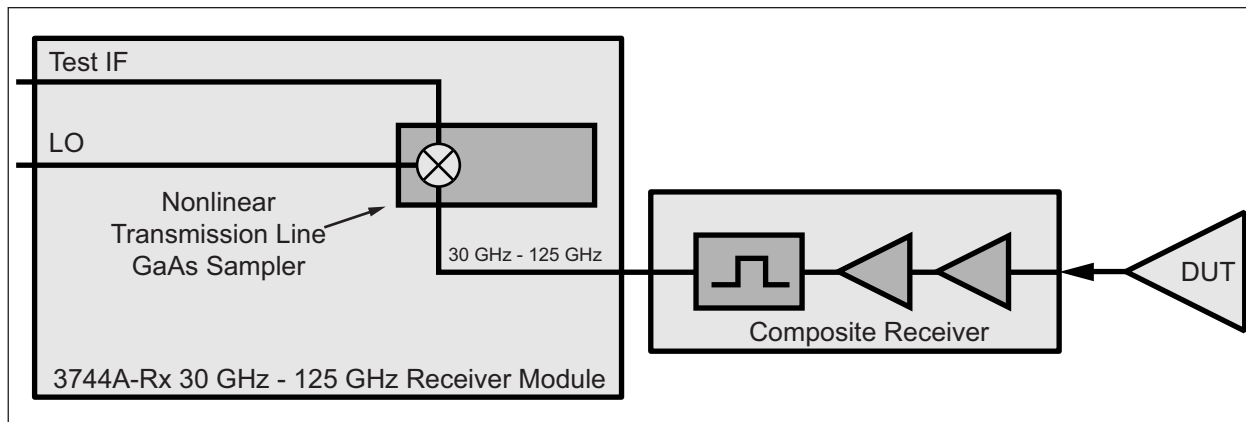 Test IF
LO
Nonlinear
Transmission Line
GaAs Sampler
30 GHz - 125 GHz
DUT
Composite Receiver
3744A-Rx 30 GHz - 125 GHz Receiver Module